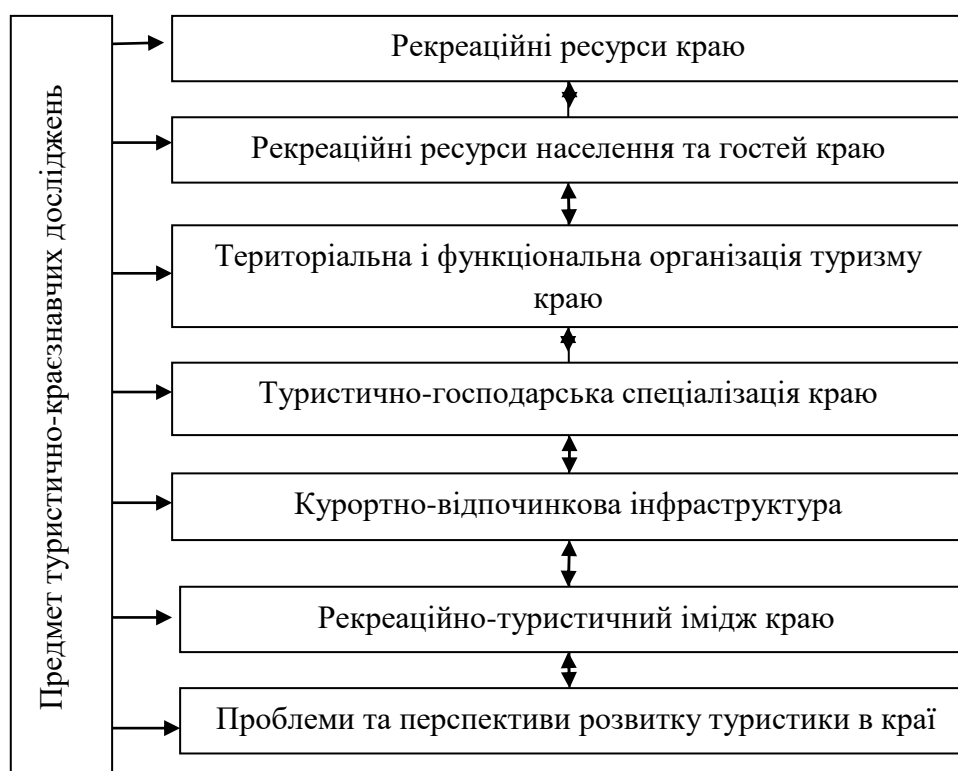 Предмет туристично-краєзнавчих досліджень
Рекреаційні ресурси краю
Рекреаційні ресурси населення та гостей краю
Територіальна і функціональна організація туризму
краю
Туристично-господарська спеціалізація краю
Курортно-відпочинкова інфраструктура
Рекреаційно-туристичний імідж краю
Проблеми та перспективи розвитку туристики в краї